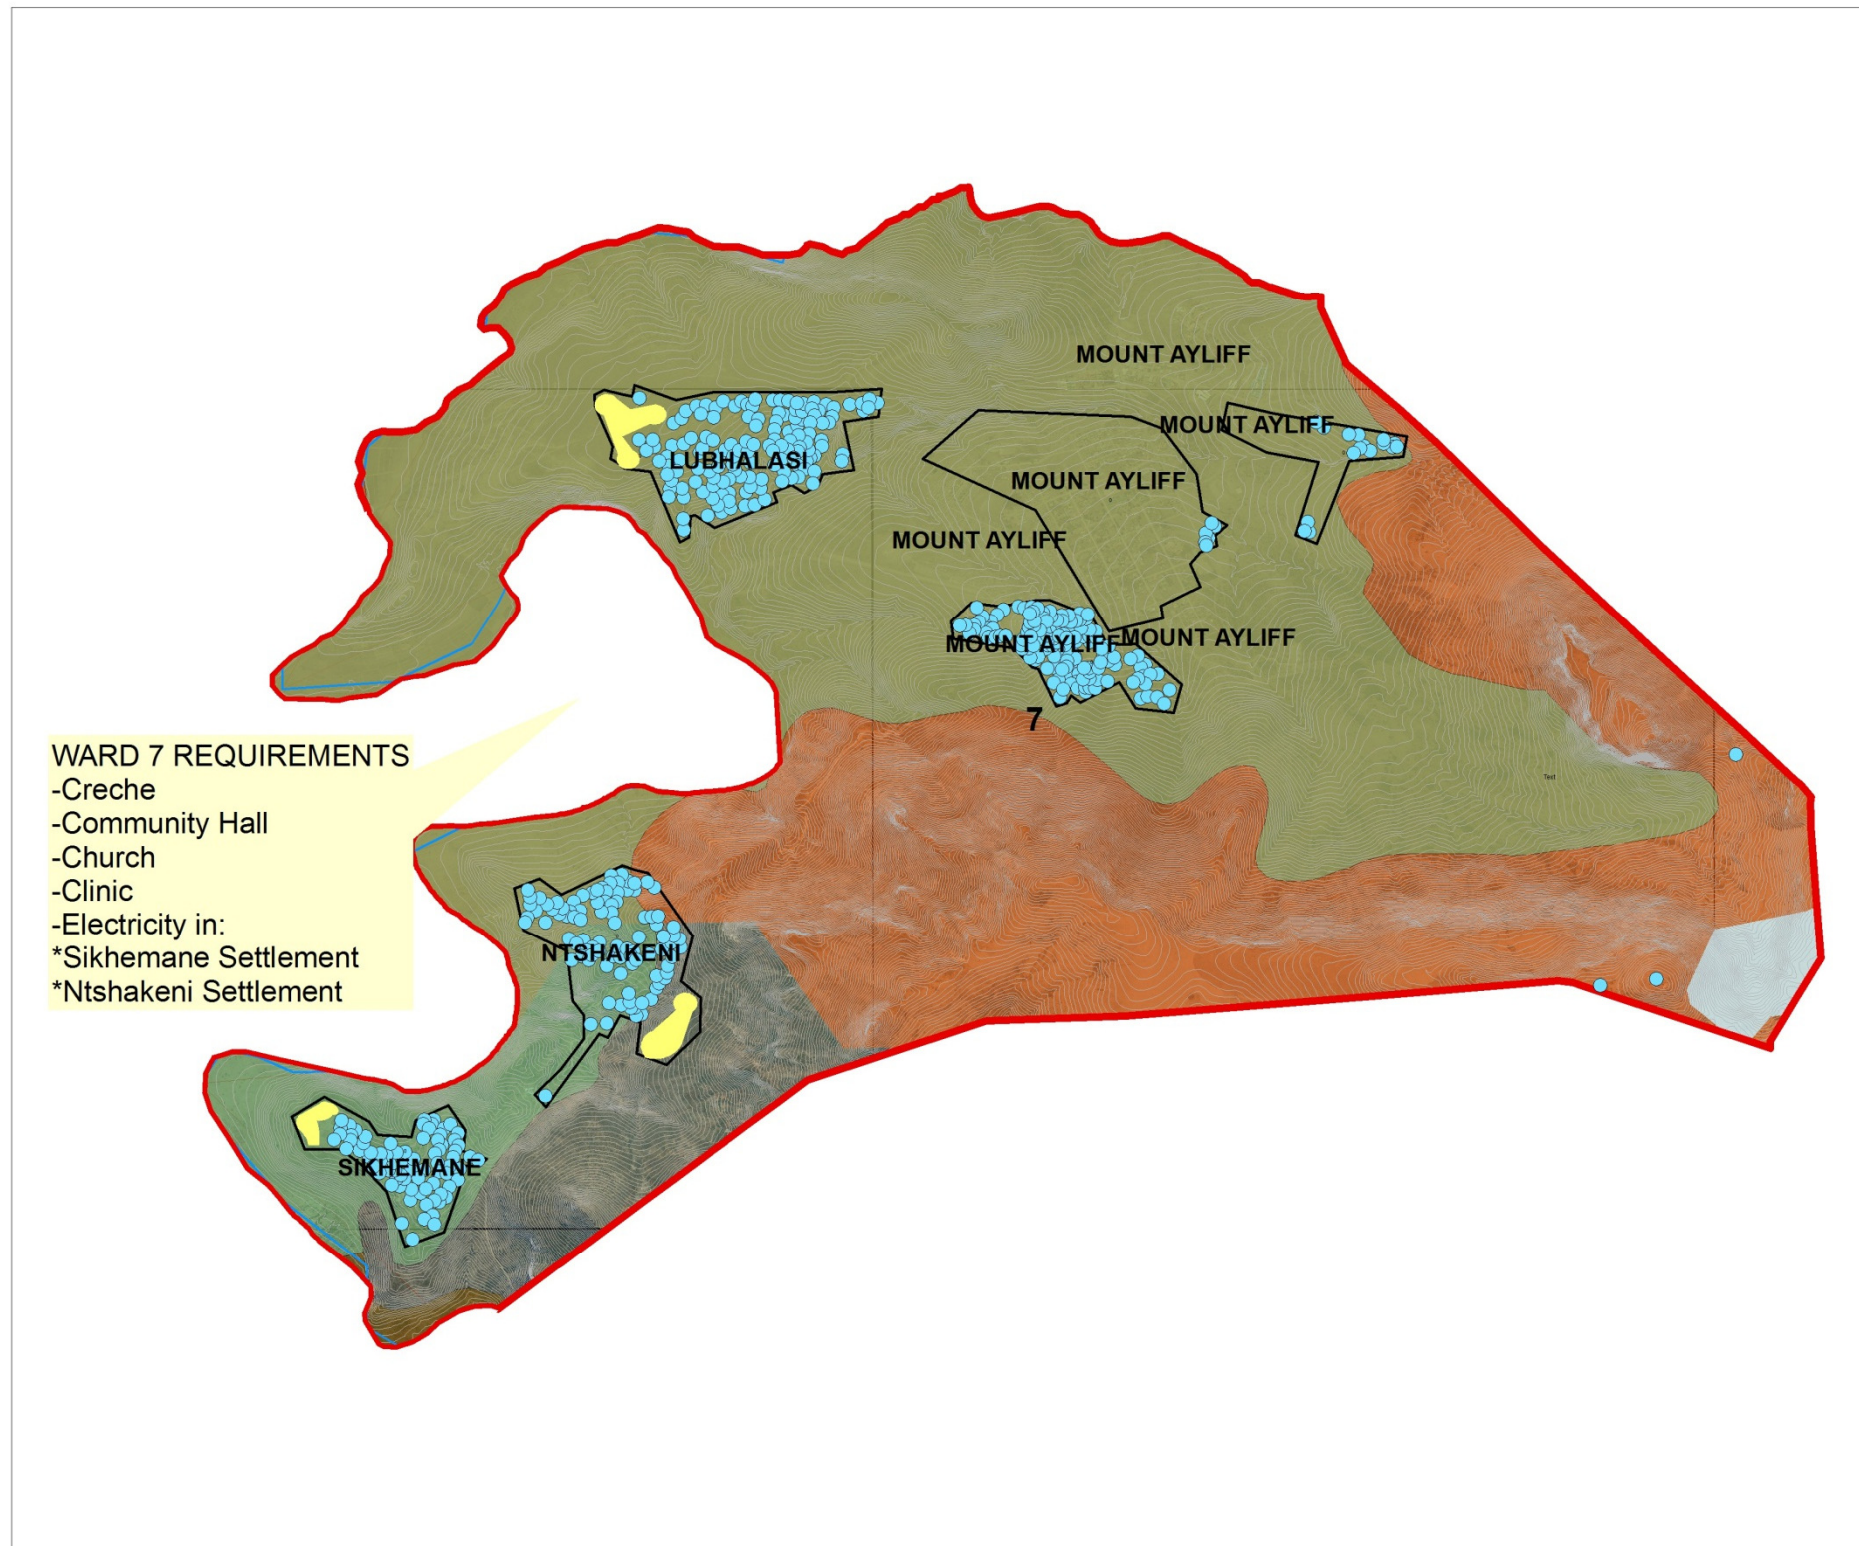 MOUNT AYLIFF
MOUNT AYLIFF
LUBHALASI
MOUNT AYLIFF
MOUNT AYLIFF
MOUNT AYLIFF
MOUNT AYLIFF
7
WARD 7 REQUIREMENTS
-Creche
-Community Hall
-Church
-Clinic
-Electricity in:
*Sikhemane Settlement
*Ntshakeni Settlement
Text
NTSHAKENI
SIKHEMANE